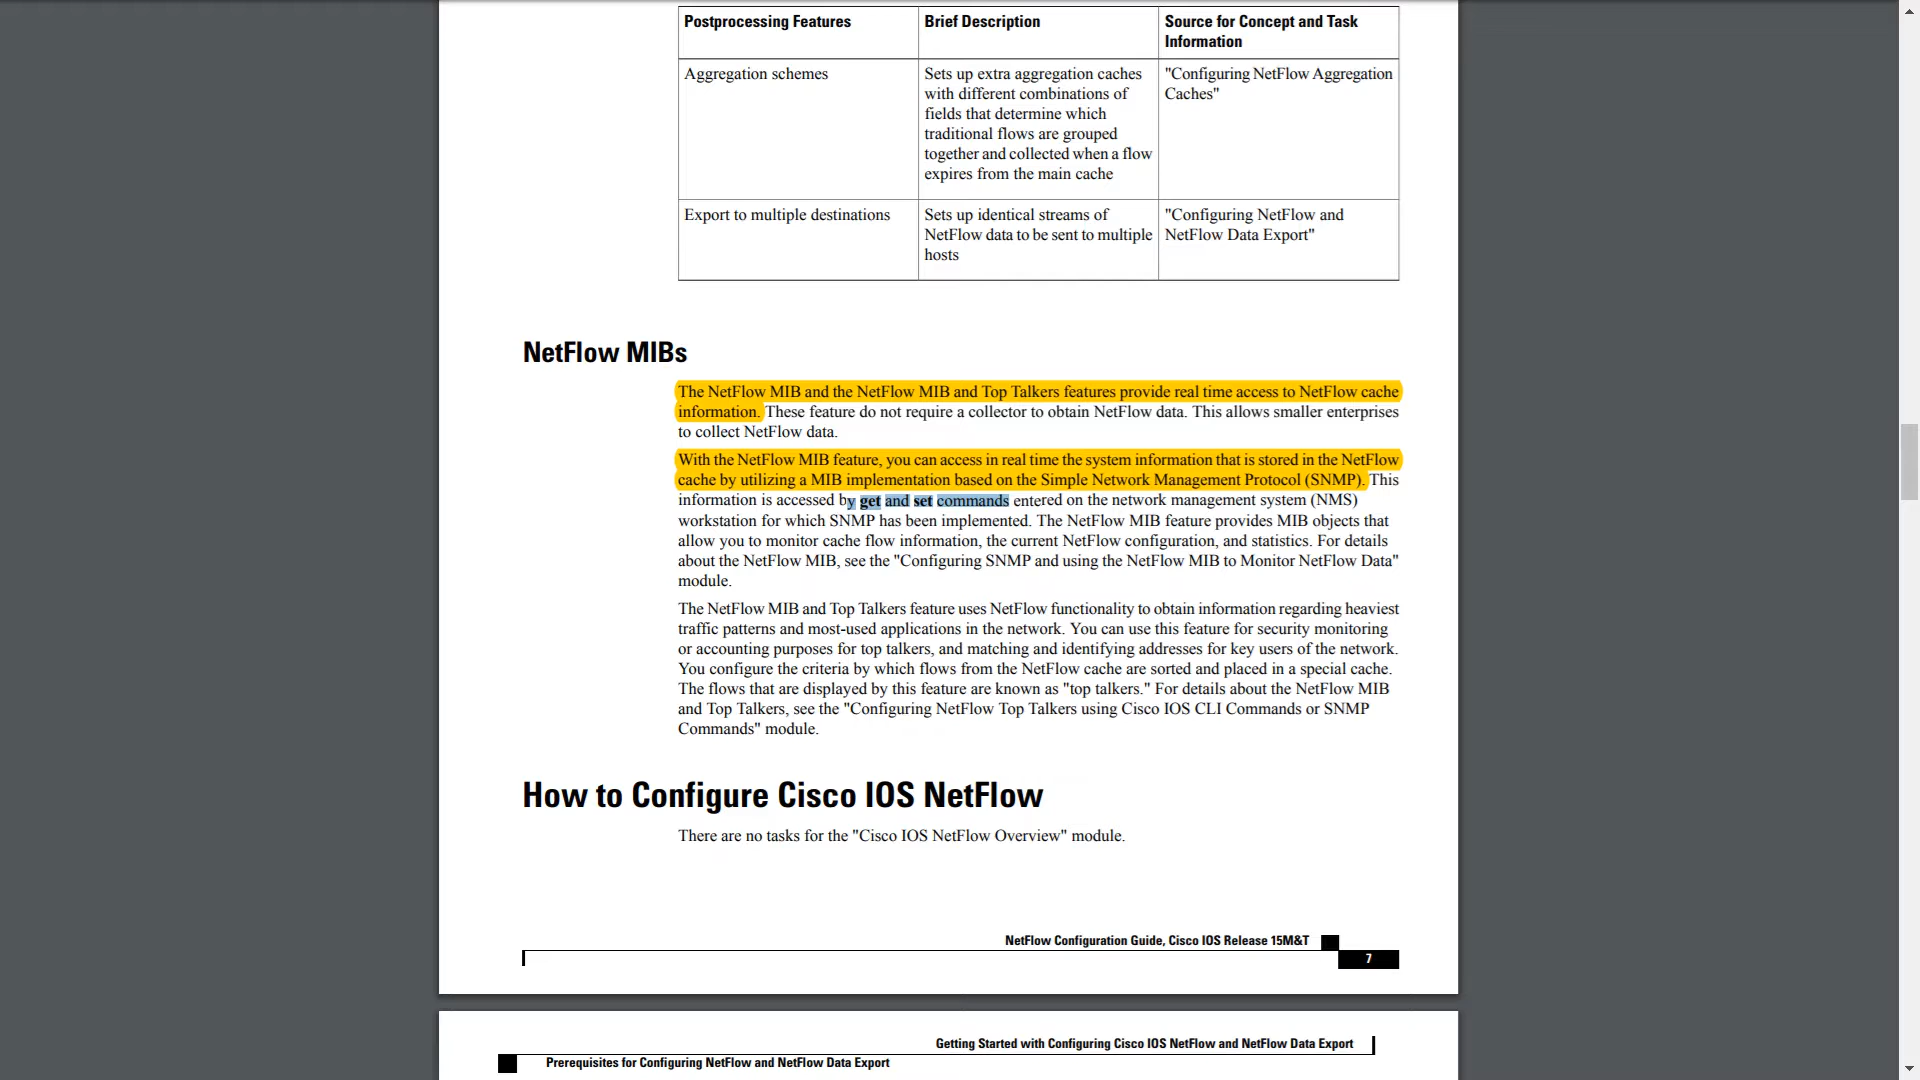 Postprocessing Features Brief Description Source for Concept and Task
Information
Aggregation schemes Sets up extra aggregation caches "Configuring NetFlow Aggregation
with different combinations of Caches"
fields that determine which
traditional flows are grouped
together and collected when a flow
expires from the main cache
Export to multiple destinations Sets up identical streams of "Configuring NetFlow and
NetFlow data to be sent to multiple NetFlow Data Export"
hosts
NetFlow MIBs
The NetFlow MIB and the NetFlow MIB and Top Talkers features provide real time access to NetFlow cache
information. These feature do not require a collector to obtain NetFlow data. This allows smaller enterprises
to collect NetFlow data.
With the NetFlow MIB feature, you can access in real time the system information that is stored in the NetFlow
cache by utilizing a MIB implementation based on the Simple Network Management Protocol (SNMP). This
information is accessed by get and set commands entered on the network management system (NMS)
workstation for which SNMP has been implemented. The NetFlow MIB feature provides MIB objects that
allow you to monitor cache flow information, the current NetFlow configuration, and statistics. For details
about the NetFlow MIB, see the "Configuring SNMP and using the NetFlow MIB to Monitor NetFlow Data"
module.
The NetFlow MIB and Top Talkers feature uses NetFlow functionality to obtain information regarding heaviest
traffic patterns and most-used applications in the network. You can use this feature for security monitoring
or accounting purposes for top talkers, and matching and identifying addresses for key users of the network.
You configure the criteria by which flows from the NetFlow cache are sorted and placed in a special cache.
The flows that are displayed by this feature are known as "top talkers." For details about the NetFlow MIB
and Top Talkers, see the "Configuring NetFlow Top Talkers using Cisco IOS CLI Commands or SNMP
Commands" module.
How to Configure Cisco IOS NetFlow
There are no tasks for the "Cisco IOS NetFlow Overview" module.
NetFlow Configuration Guide, Cisco IOS Release 15M&T
7
Getting Started with Configuring Cisco IOS NetFlow and NetFlow Data Export
Prerequisites for Configuring NetFlow and NetFlow Data Export